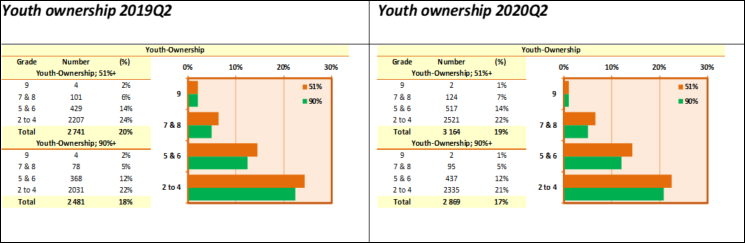 Youth ownership 2019Q2
Youth-Ownership
Grade Number (%)
Youth-Ownership; 51%+
9 4 2%
7 & 8 101 6%
5 & 6 429 14%
2 to 4 2207 24%
Total 2 741 20%
Youth-Ownership; 90%+
9 4 2%
7 & 8 78 5%
5 & 6 368 12%
2 to 4 2031 22%
Total 2 481 18%
0% 10% 20% 30%
9
7 & 8
5 & 6
2 to 4
51%
90%
Youth ownership 2020Q2
Youth-Ownership
Grade Number (%)
Youth-Ownership; 51%+
9 2 1%
7 & 8 124 7%
5 & 6 517 14%
2 to 4 2521 22%
Total 3 164 19%
Youth-Ownership; 90%+
9 2 1%
7 & 8 95 5%
5 & 6 437 12%
2 to 4 2335 21%
Total 2 869 17%
0% 10% 20% 30%
9
7 & 8
5 & 6
2 to 4
51%
90%